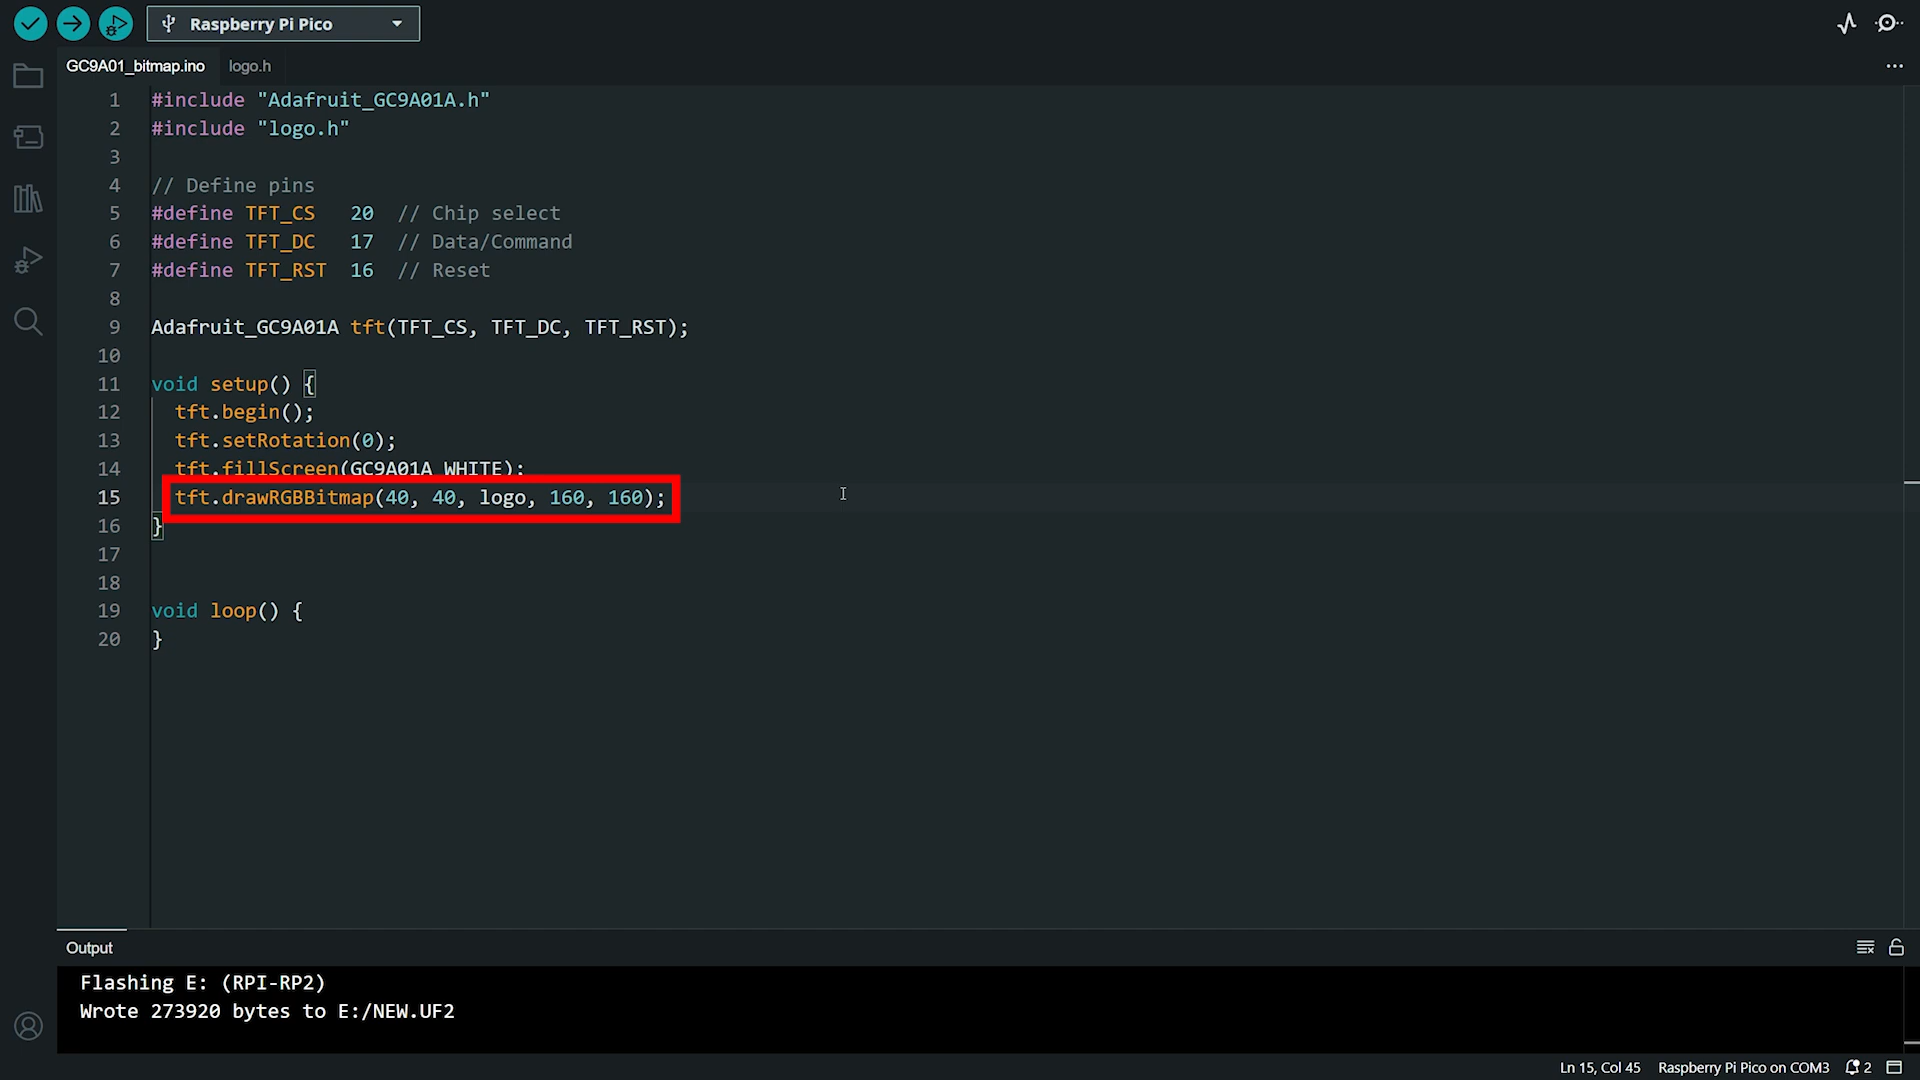 Raspberry Pi Pico
GC9A01_bitmap.ino logo.h
1 #include "Adafruit_GC9A01A.h"
2 #include "logo.h"
3
4 // Define pins
5 #define TFT_CS 20 // Chip select
6 #define TFT_DC 17 // Data/Command
7 #define TFT_RST 16 // Reset
8
9 Adafruit_GC9A01A tft(TFT_CS, TFT_DC, TFT_RST);
10
11 void setup() {
12 tft.begin();
13 tft.setRotation(0);
14 tft.fillScreen(GC9A01A_WHITE);
15 tft.drawRGBBitmap(40, 40, logo, 160, 160);
16 }
17
18
19 void loop() {
20 }
Output
Flashing E: (RPI-RP2)
Wrote 273920 bytes to E:/NEW.UF2
Ln 15, Col 45 Raspberry Pi Pico on COM3 2